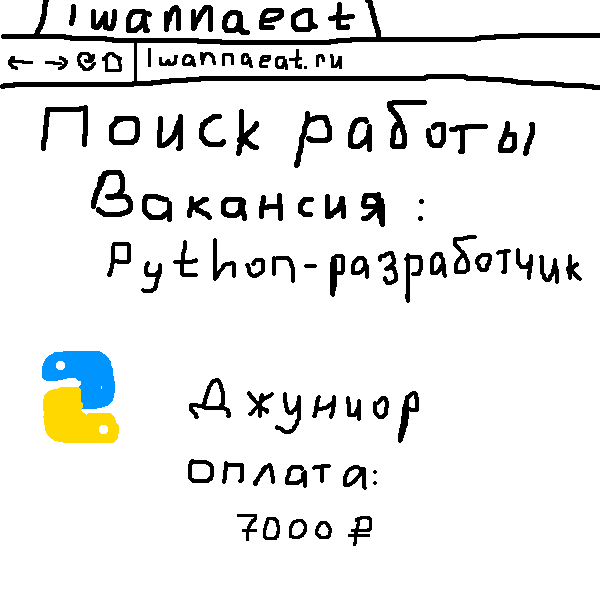 iwannaeat
iwannaeat.ru
Поиск работы
Вакансия:
Python-разработчик
Джуниор
оплата:
7000 ₽